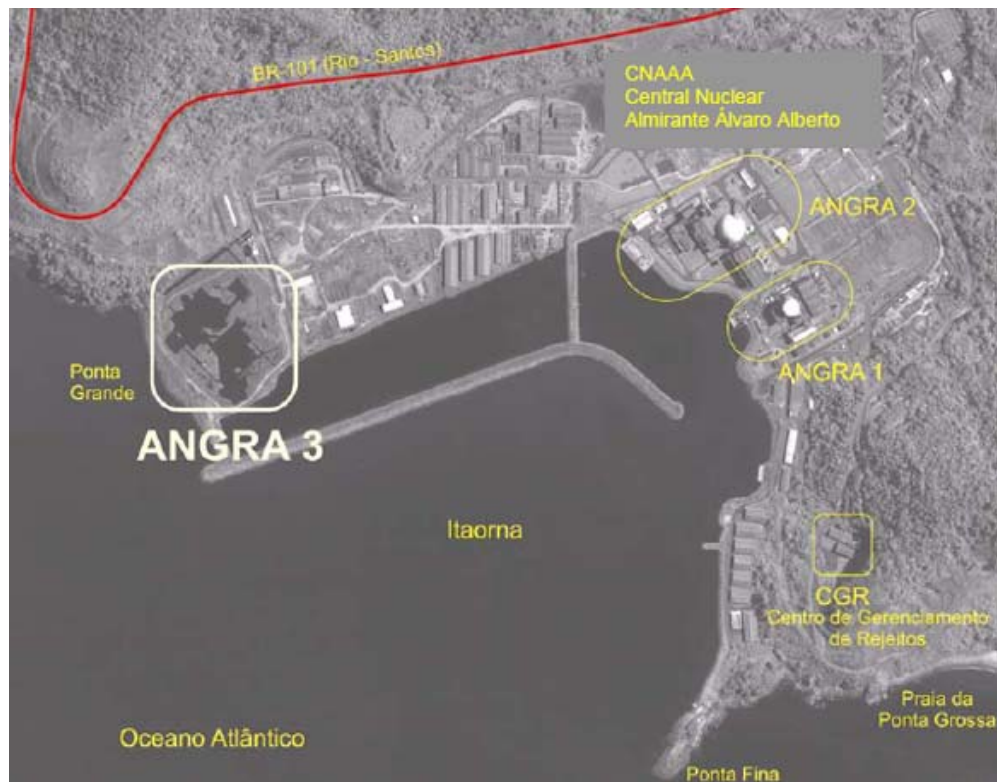 BR-101 (Rio - Santos)
CNAAA
Central Nuclear
Almirante Álvaro Alberto
ANGRA 2
ANGRA 1
Ponta
Grande
ANGRA 3
Itaorna
CGR
Centro de Gerenciamento
de Rejeitos
Praia da
Ponta Grossa
Oceano Atlântico
Ponta Fina